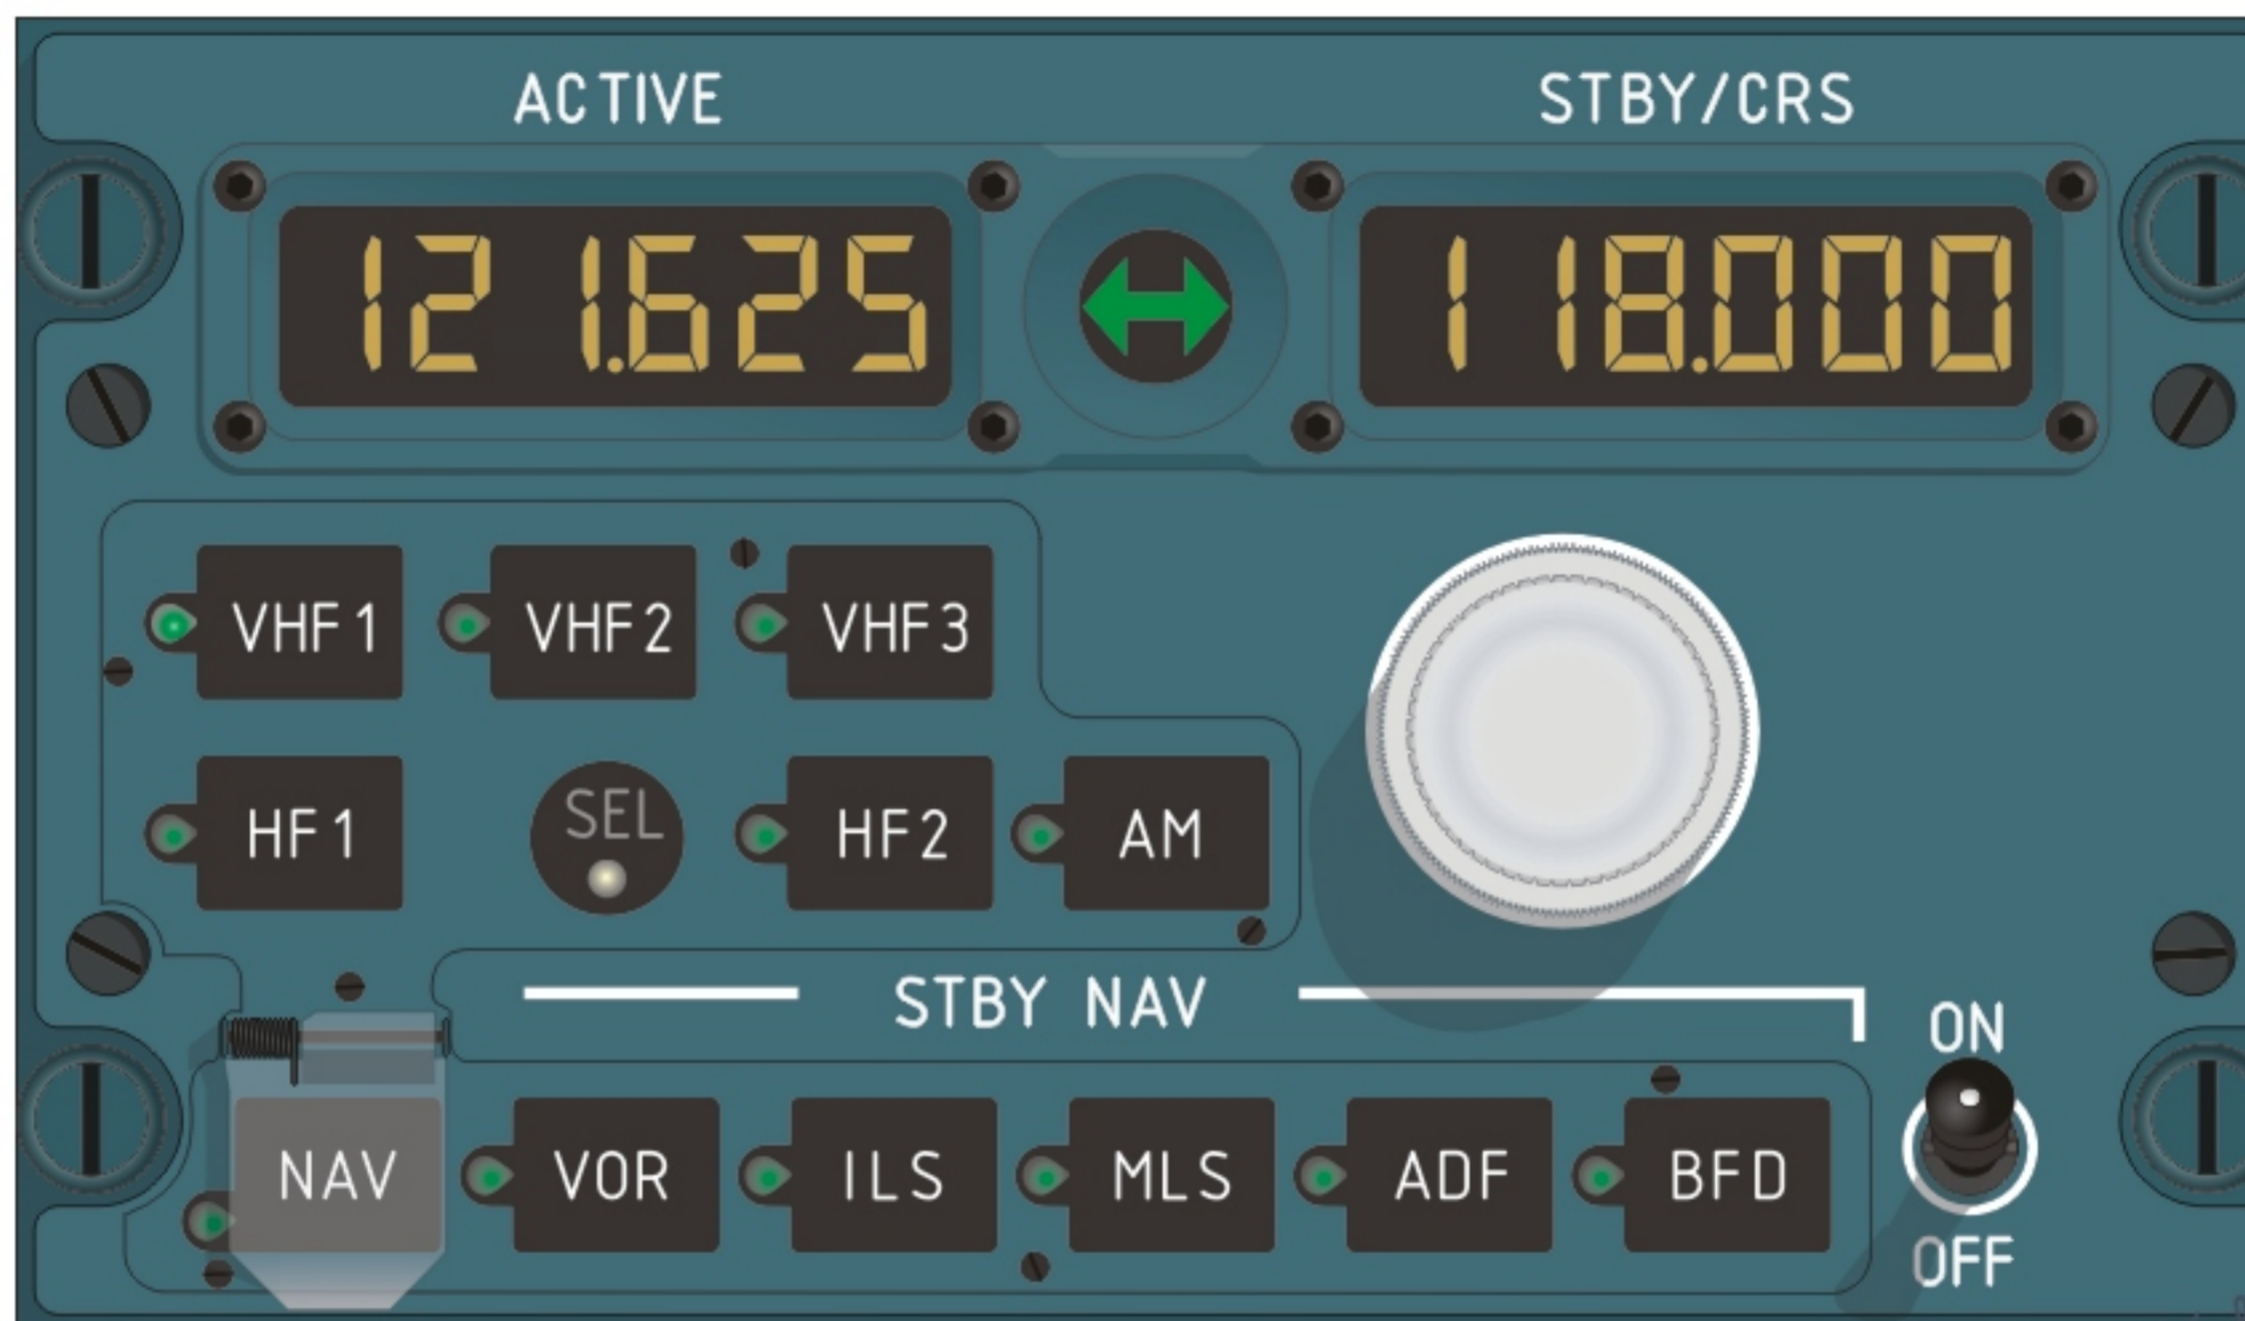 ACTIVE STBY/CRS
121.625 118.000
VHF1 VHF2 VHF3
HF1 SEL HF2 AM
STBY NAV
ON
NAV VOR ILS MLS ADF BFD
OFF